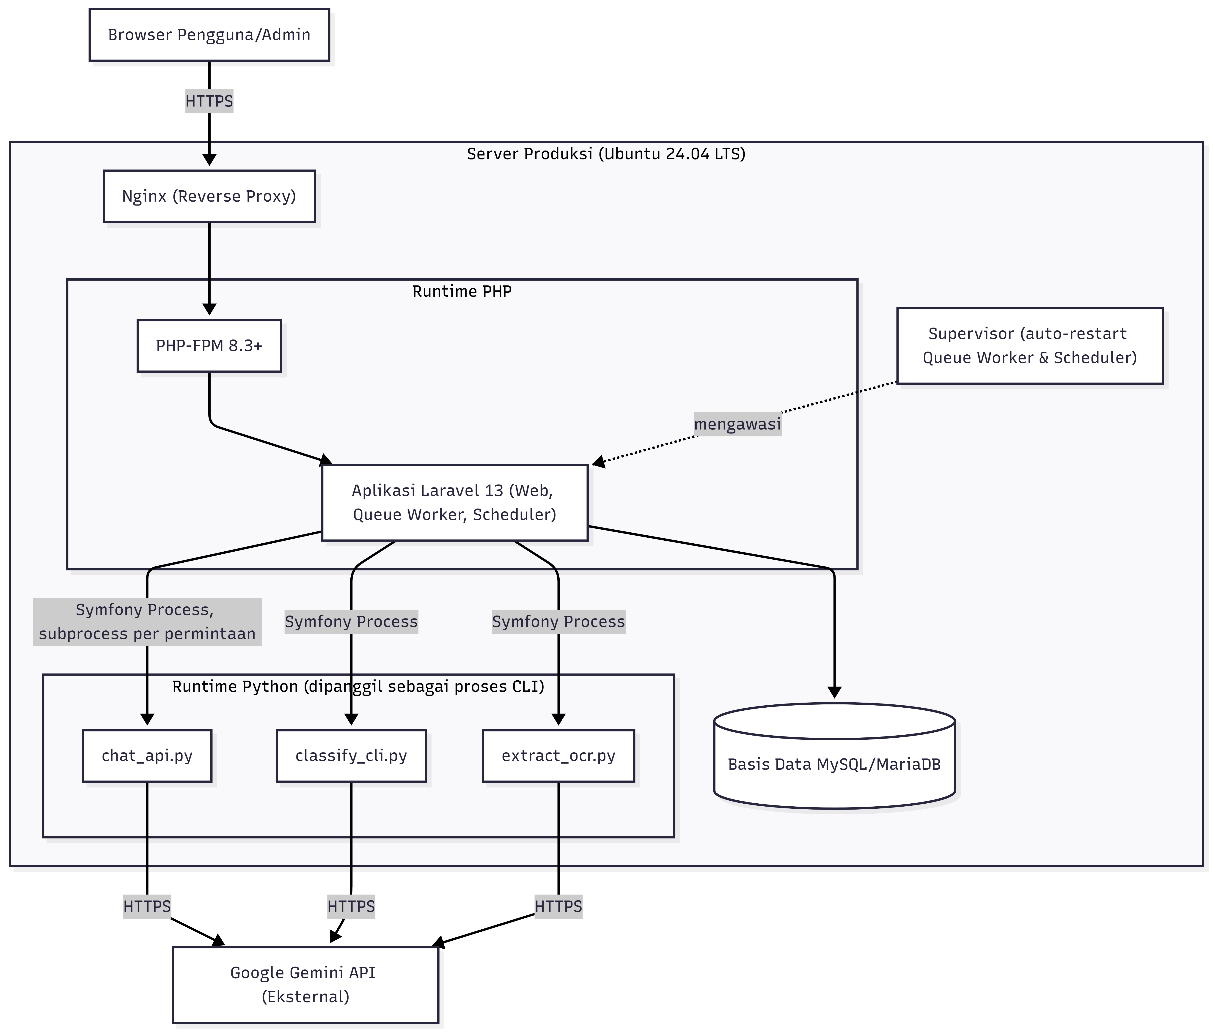 Browser Pengguna/Admin
HTTPS
Server Produksi (Ubuntu 24.04 LTS)
Nginx (Reverse Proxy)
Runtime PHP
PHP-FPM 8.3+
Supervisor (auto-restart
Queue Worker & Scheduler)
mengawasi
Aplikasi Laravel 13 (Web,
Queue Worker, Scheduler)
Symfony Process,
subprocess per permintaan
Symfony Process
Symfony Process
Runtime Python (dipanggil sebagai proses CLI)
chat_api.py
classify_cli.py
extract_ocr.py
Basis Data MySQL/MariaDB
HTTPS
HTTPS
HTTPS
Google Gemini API
(Eksternal)